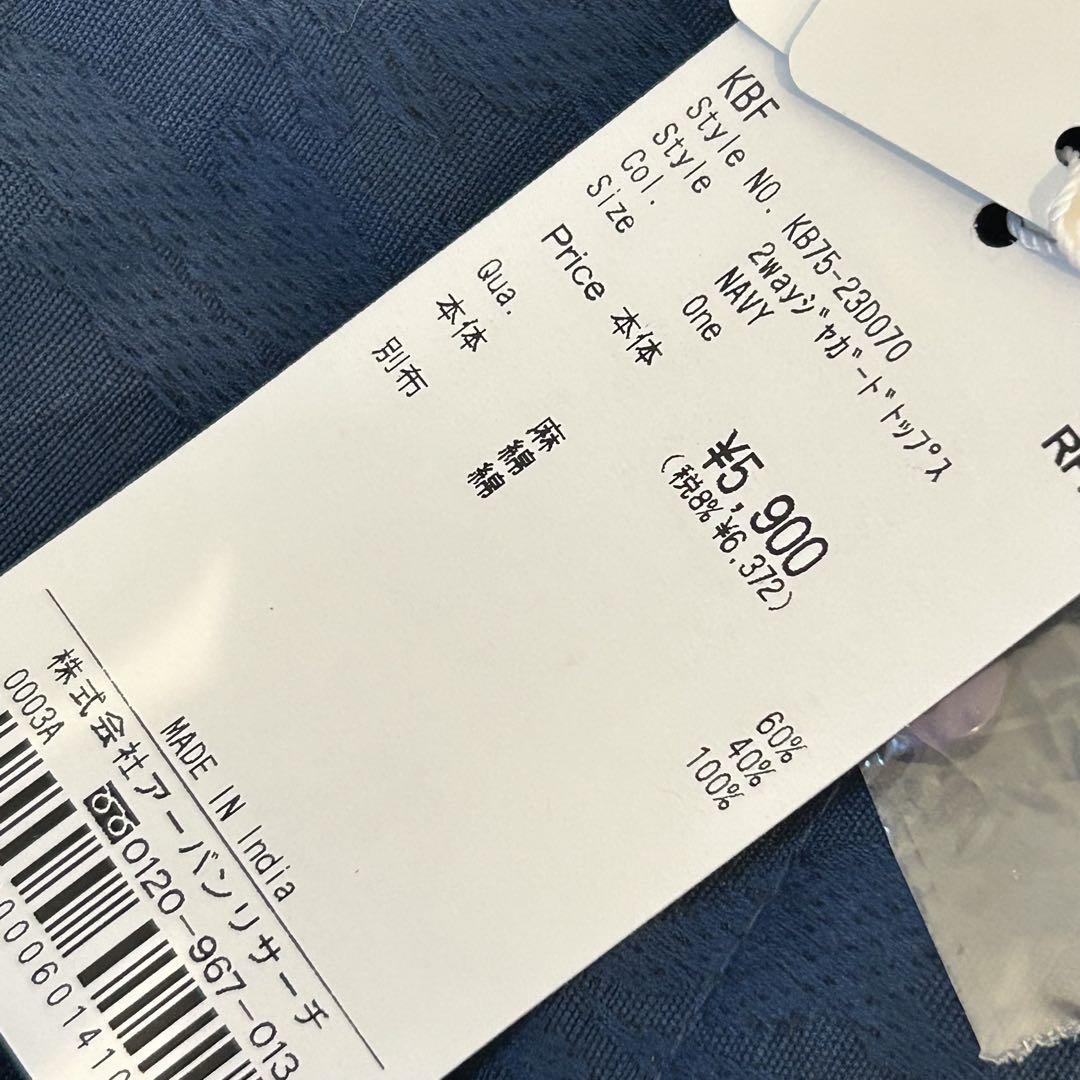 KBF
Style NO. KB75-23D070
Style 2wayｼﾞｬｶﾞｰﾄﾞﾄｯﾌﾟｽ
Col. NAVY
Size One
Price 本体 ¥5,900
(税8% ¥6,372)
Qua.
本体 麻 60%
綿 40%
別布 綿 100%
MADE IN India
株式会社アーバンリサーチ
0120-967-013
0003A